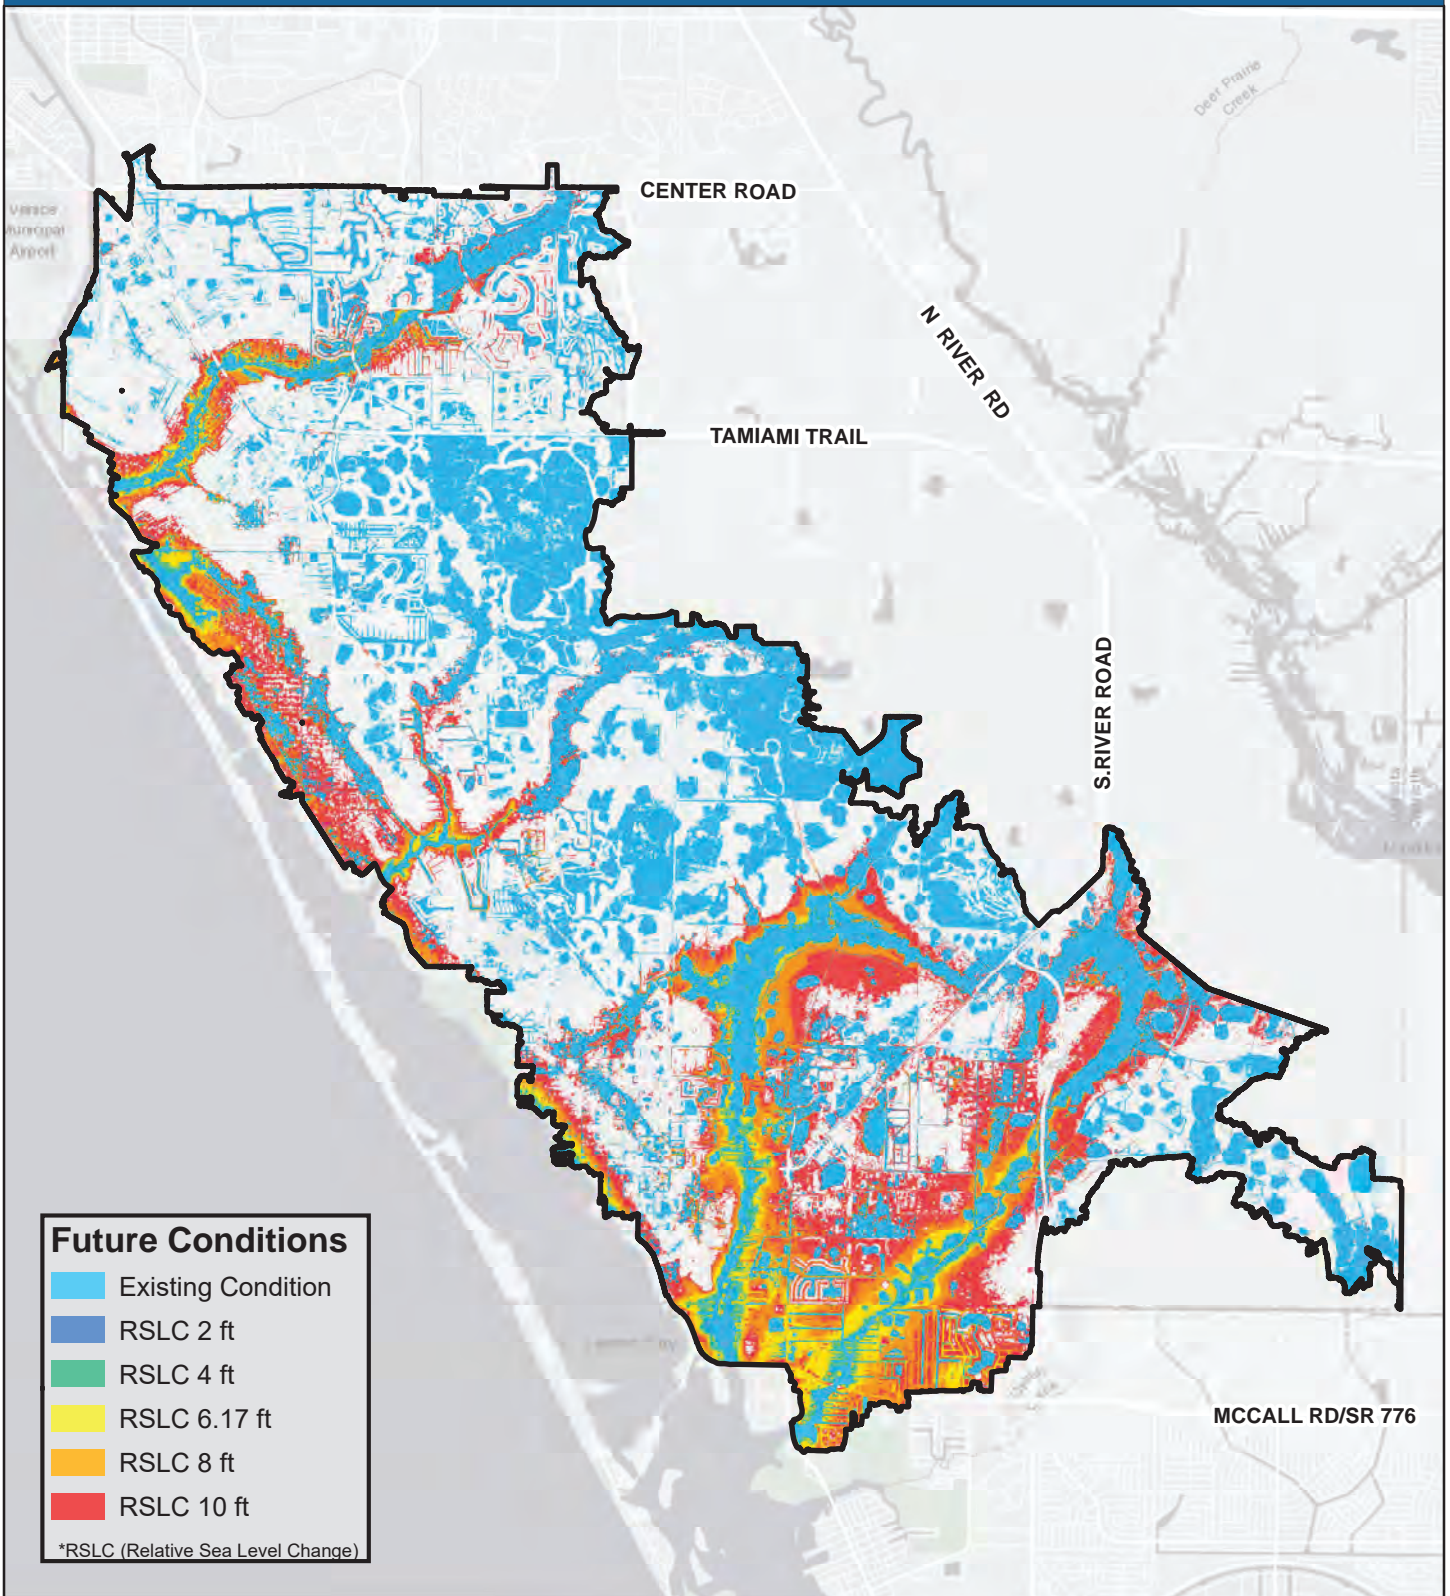 Deer Prairie
Creek
CENTER ROAD
Venice
Municipal
Airport
N RIVER RD
TAMIAMI TRAIL
S.RIVER ROAD
Future Conditions
Existing Condition
RSLC 2 ft
RSLC 4 ft
RSLC 6.17 ft
RSLC 8 ft
RSLC 10 ft
*RSLC (Relative Sea Level Change)
MCCALL RD/SR 776